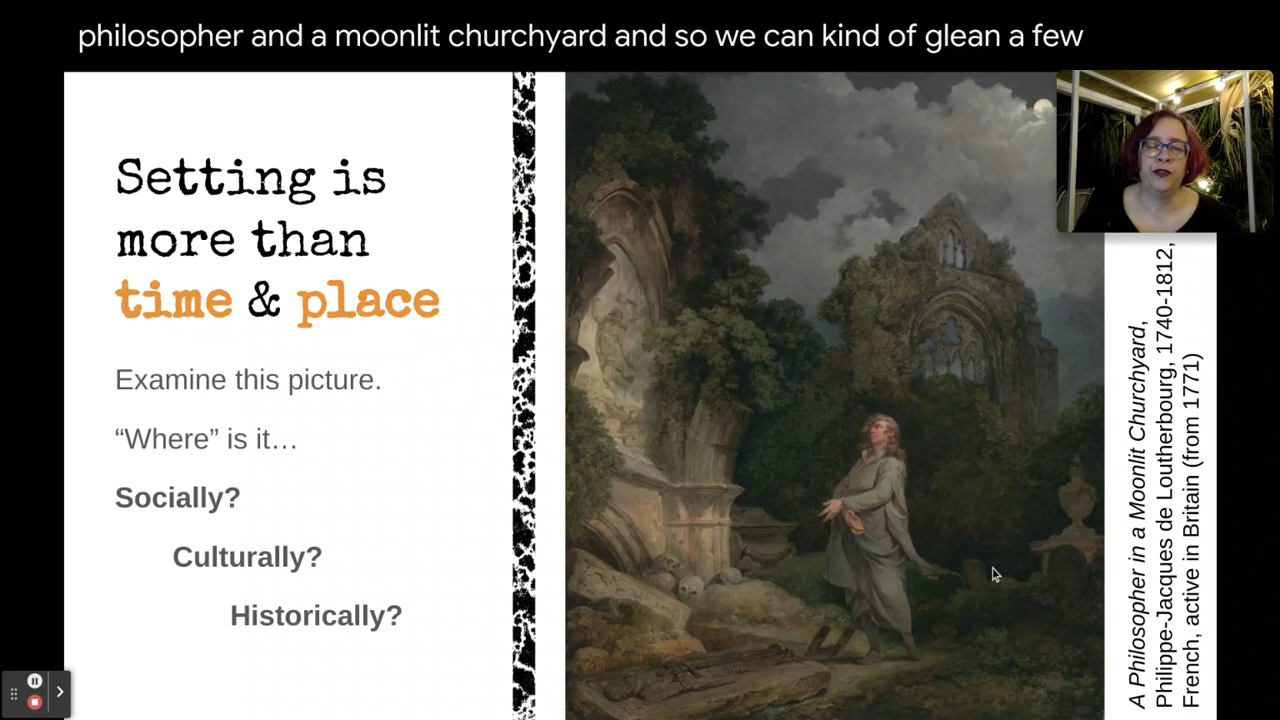 philosopher and a moonlit churchyard and so we can kind of glean a few
Setting is
more than
time & place
Examine this picture.
“Where” is it…
Socially?
Culturally?
Historically?
A Philosopher in a Moonlit Churchyard,
Philippe-Jacques de Loutherbourg, 1740-1812,
French, active in Britain (from 1771)